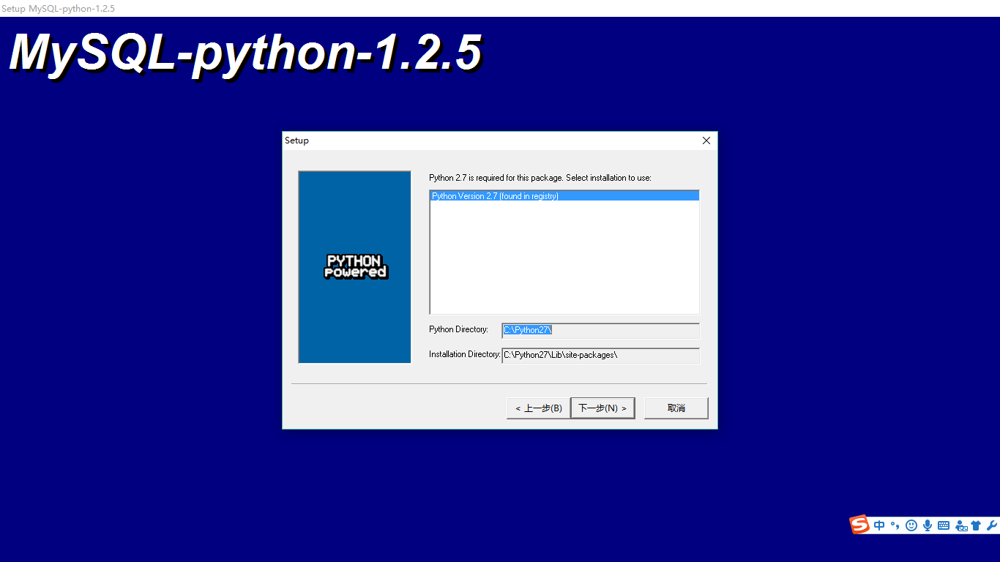 Setup MySQL-python-1.2.5
MySQL-python-1.2.5
Setup
Python 2.7 is required for this package. Select installation to use:
Python Version 2.7 (found in registry)
PYTHON
powered
Python Directory: C:\Python27\
Installation Directory: C:\Python27\Lib\site-packages\
< 上一步(B) 下一步(N) > 取消
S 中